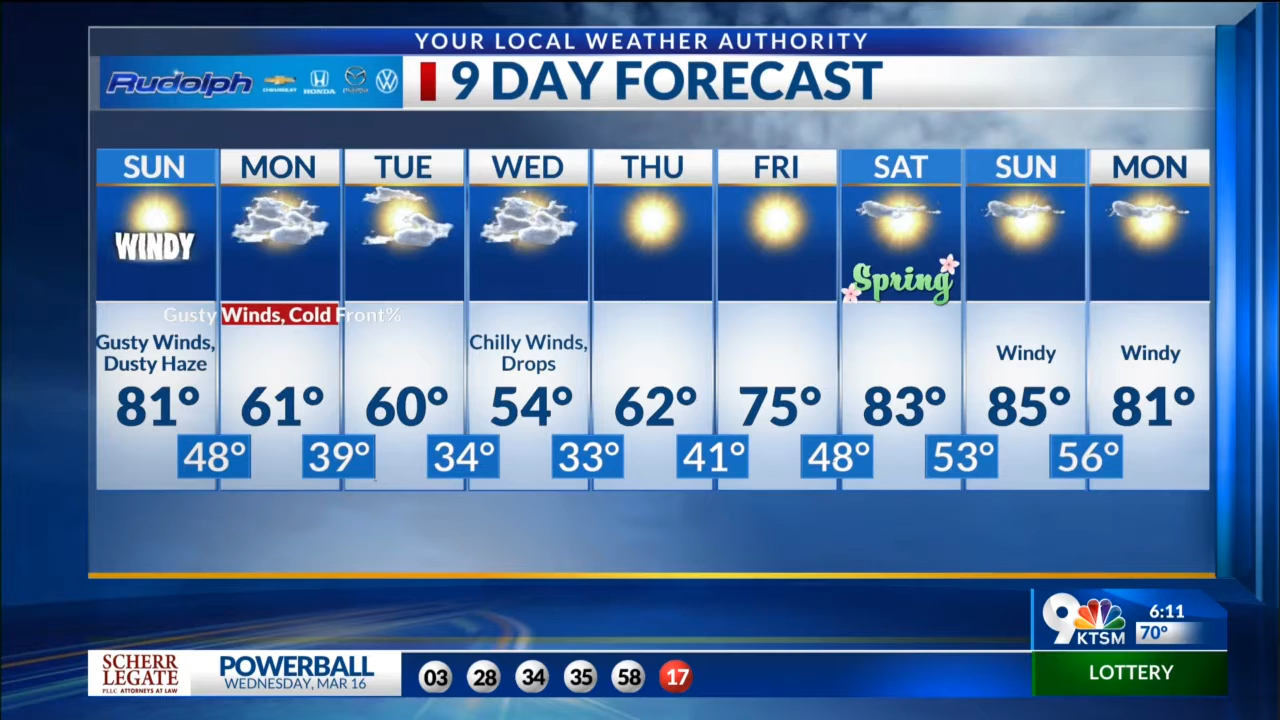 YOUR LOCAL WEATHER AUTHORITY
Rudolph CHEVROLET HONDA
9 DAY FORECAST
SUN MON TUE WED THU FRI SAT SUN MON
WINDY
Spring
Gusty Winds, Cold Front%
Gusty Winds,
Dusty Haze
Chilly Winds,
Drops
Windy
Windy
81° 61° 60° 54° 62° 75° 83° 85° 81°
48° 39° 34° 33° 41° 48° 53° 56°
9 KTSM
6:11
70°
SCHERR
LEGATE
PLLC ATTORNEYS AT LAW
POWERBALL
WEDNESDAY, MAR 16
03 28 34 35 58 17
LOTTERY